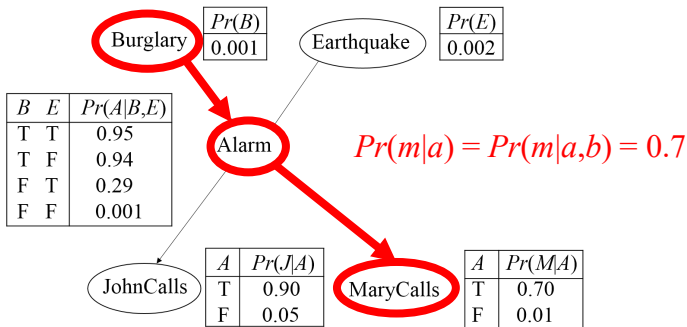 Burglary
Pr(B)
0.001
Earthquake
Pr(E)
0.002
B E Pr(A|B,E)
T T 0.95
T F 0.94
F T 0.29
F F 0.001
Alarm
Pr(m|a) = Pr(m|a,b) = 0.7
JohnCalls
A Pr(J|A)
T 0.90
F 0.05
MaryCalls
A Pr(M|A)
T 0.70
F 0.01